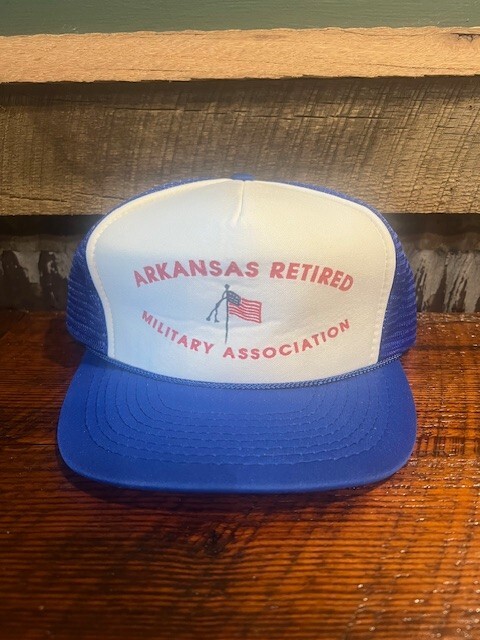 ARKANSAS RETIRED
MILITARY ASSOCIATION